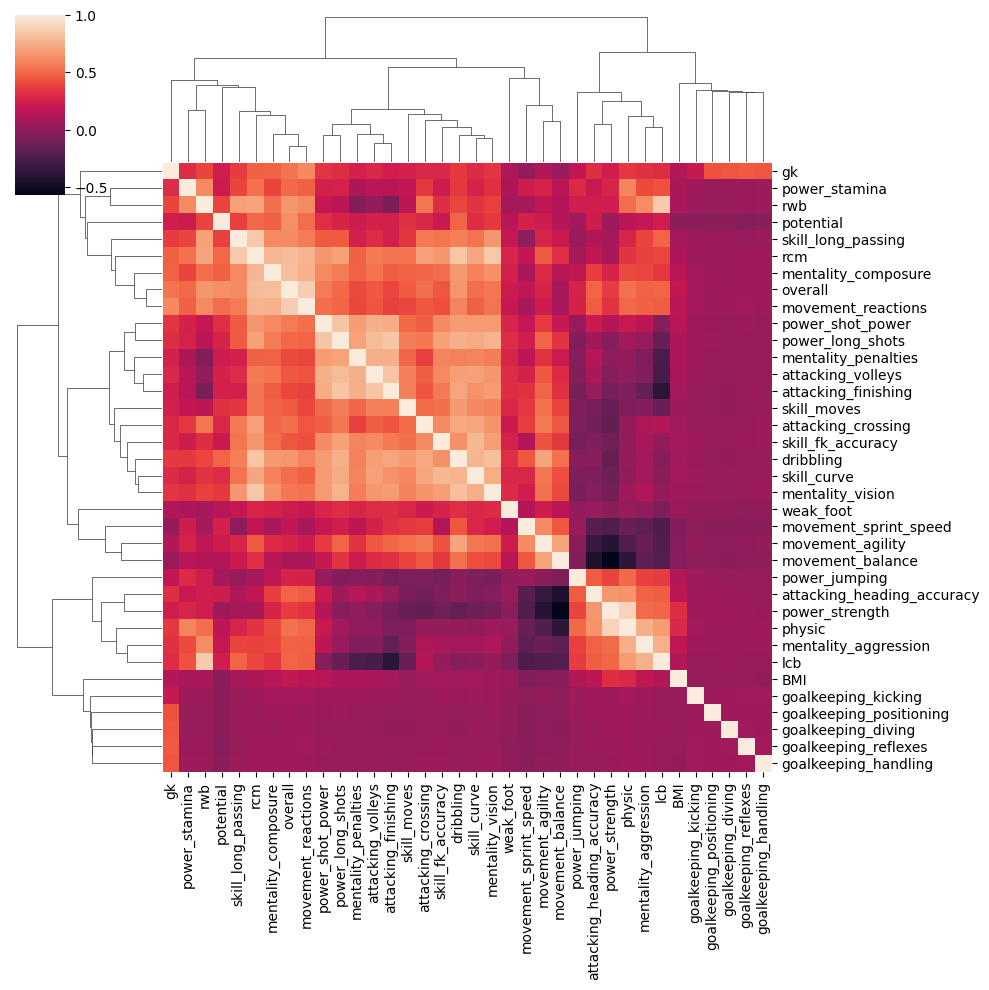 1.0
0.5
0.0
−0.5
gk
power_stamina
rwb
potential
skill_long_passing
rcm
mentality_composure
overall
movement_reactions
power_shot_power
power_long_shots
mentality_penalties
attacking_volleys
attacking_finishing
skill_moves
attacking_crossing
skill_fk_accuracy
dribbling
skill_curve
mentality_vision
weak_foot
movement_sprint_speed
movement_agility
movement_balance
power_jumping
attacking_heading_accuracy
power_strength
physic
mentality_aggression
lcb
BMI
goalkeeping_kicking
goalkeeping_positioning
goalkeeping_diving
goalkeeping_reflexes
goalkeeping_handling
gk
power_stamina
rwb
potential
skill_long_passing
rcm
mentality_composure
overall
movement_reactions
power_shot_power
power_long_shots
mentality_penalties
attacking_volleys
attacking_finishing
skill_moves
attacking_crossing
skill_fk_accuracy
dribbling
skill_curve
mentality_vision
weak_foot
movement_sprint_speed
movement_agility
movement_balance
power_jumping
attacking_heading_accuracy
power_strength
physic
mentality_aggression
lcb
BMI
goalkeeping_kicking
goalkeeping_positioning
goalkeeping_diving
goalkeeping_reflexes
goalkeeping_handling